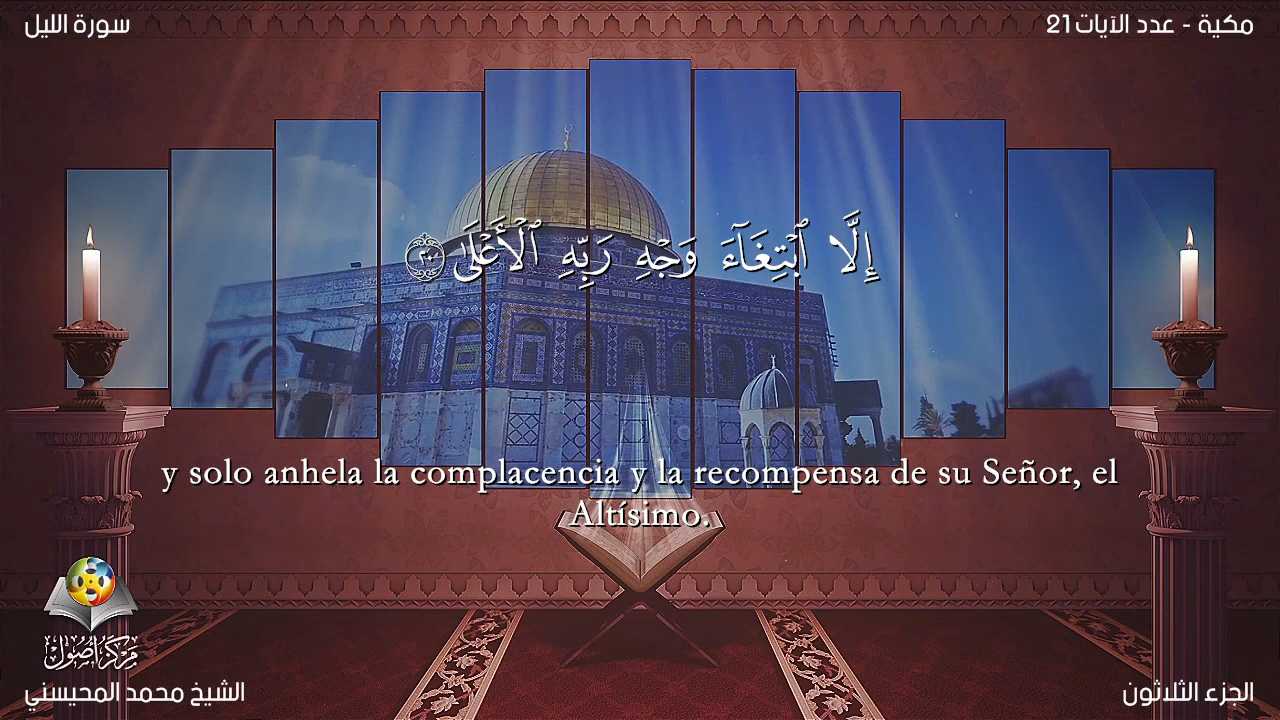 مكية - عدد الآيات 21
سورة الليل
إِلَّا ٱبْتِغَآءَ وَجْهِ رَبِّهِ ٱلْأَعْلَىٰ ٢٠
y solo anhela la complacencia y la recompensa de su Señor, el
Altísimo.
مركز أصول
الجزء الثلاثون
الشيخ محمد المحيسني